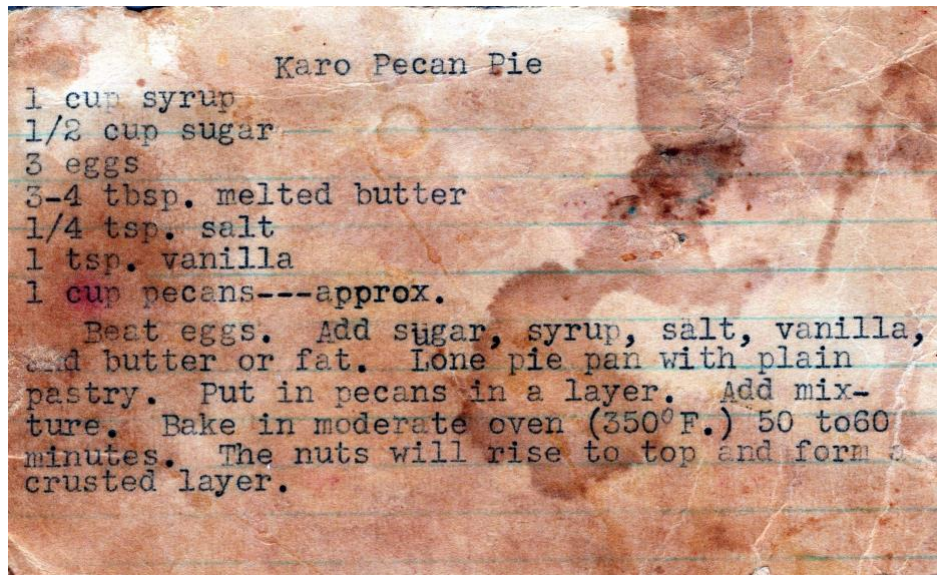 Karo Pecan Pie
1 cup syrup
1/2 cup sugar
3 eggs
3-4 tbsp. melted butter
1/4 tsp. salt
1 tsp. vanilla
1 cup pecans---approx.
Beat eggs. Add sugar, syrup, salt, vanilla,
and butter or fat. Lone pie pan with plain
pastry. Put in pecans in a layer. Add mix-
ture. Bake in moderate oven (350°F.) 50 to60
minutes. The nuts will rise to top and form a
crusted layer.